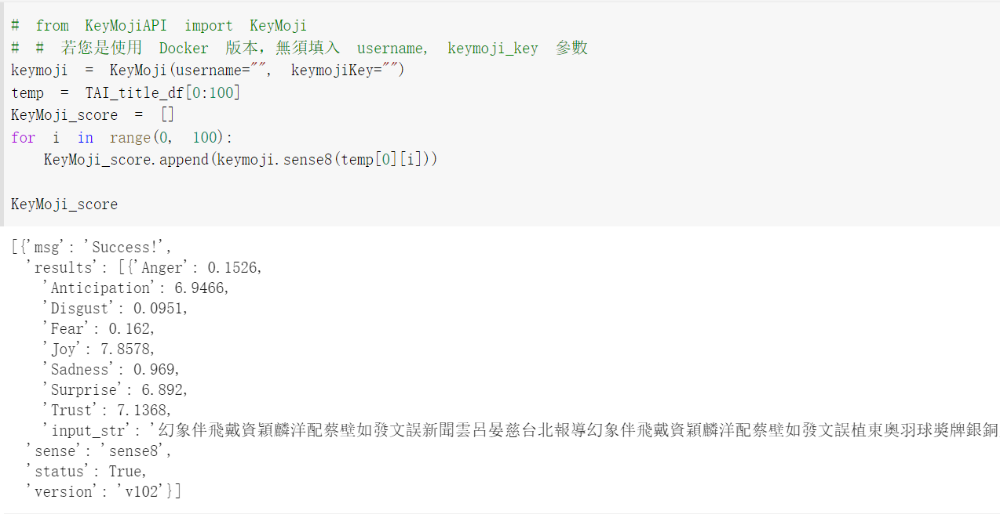 # from KeyMojiAPI import KeyMoji
# # 若您是使用 Docker 版本，無須填入 username, keymoji_key 參數
keymoji = KeyMoji(username="", keymojiKey="")
temp = TAI_title_df[0:100]
KeyMoji_score = []
for i in range(0, 100):
    KeyMoji_score.append(keymoji.sense8(temp[0][i]))
KeyMoji_score
[{'msg': 'Success!',
  'results': [{'Anger': 0.1526,
    'Anticipation': 6.9466,
    'Disgust': 0.0951,
    'Fear': 0.162,
    'Joy': 7.8578,
    'Sadness': 0.969,
    'Surprise': 6.892,
    'Trust': 7.1368,
    'input_str': '幻象伴飛戴資穎麟洋配蔡壁如發文誤新聞雲呂晏慈台北報導幻象伴飛戴資穎麟洋配蔡壁如發文誤植東奧羽球獎牌銀銅
  'sense': 'sense8',
  'status': True,
  'version': 'v102'}]